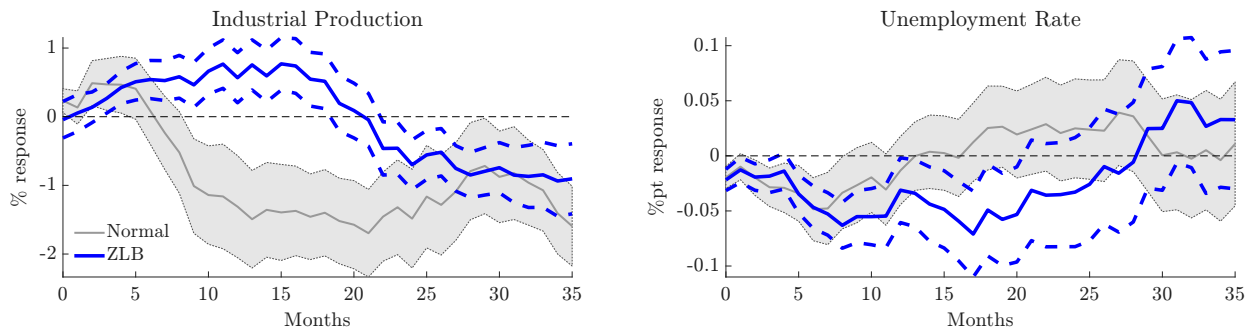 Industrial Production
% response
1
0
-1
-2
Normal
ZLB
0 5 10 15 20 25 30 35
Months
Unemployment Rate
%pt response
0.1
0.05
0
-0.05
-0.1
0 5 10 15 20 25 30 35
Months